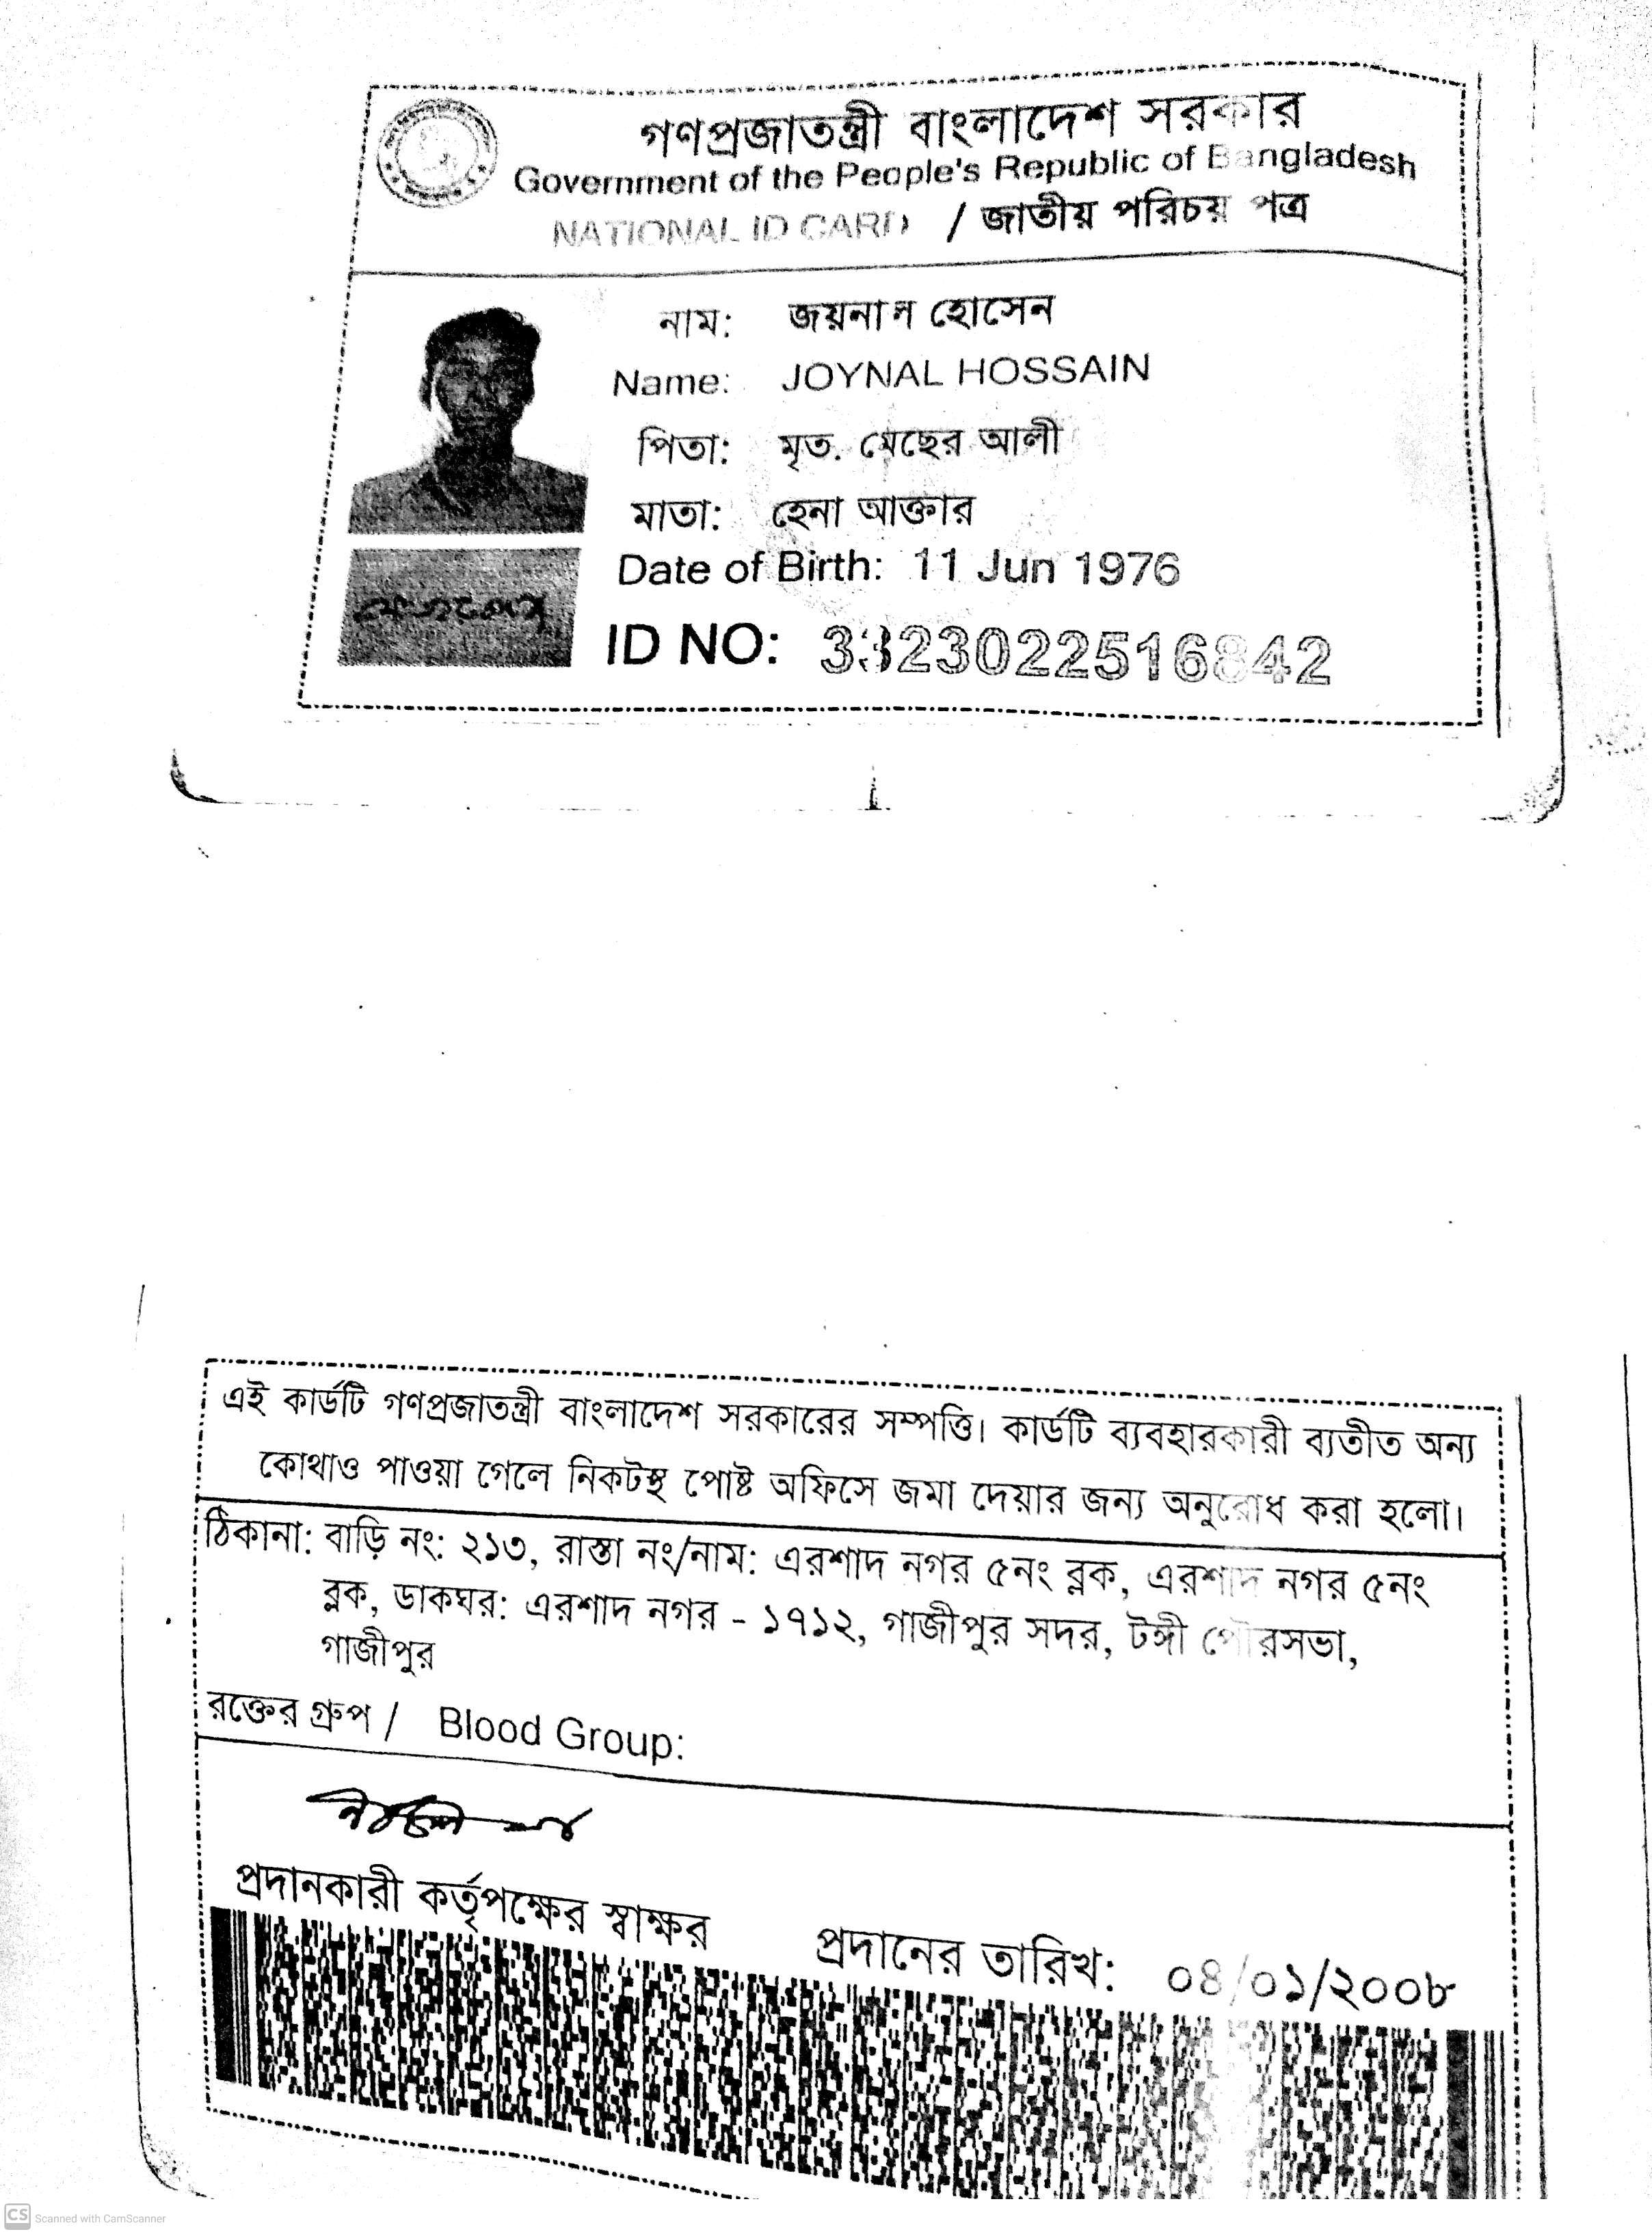 গণপ্রজাতন্ত্রী বাংলাদেশ সরকার
Government of the People's Republic of Bangladesh
NATIONAL ID CARD / জাতীয় পরিচয় পত্র
নাম: জয়নাল হোসেন
Name: JOYNAL HOSSAIN
পিতা: মৃত. মেছের আলী
মাতা: হেনা আক্তার
Date of Birth: 11 Jun 1976
ID NO: 3323022516842
এই কার্ডটি গণপ্রজাতন্ত্রী বাংলাদেশ সরকারের সম্পত্তি। কার্ডটি ব্যবহারকারী ব্যতীত অন্য
কোথাও পাওয়া গেলে নিকটস্থ পোষ্ট অফিসে জমা দেয়ার জন্য অনুরোধ করা হলো।
ঠিকানা: বাড়ি নং: ২১৩, রাস্তা নং/নাম: এরশাদ নগর ৫নং ব্লক, এরশাদ নগর ৫নং
ব্লক, ডাকঘর: এরশাদ নগর - ১৭১২, গাজীপুর সদর, টঙ্গী পৌরসভা,
গাজীপুর
রক্তের গ্রুপ / Blood Group:
প্রদানকারী কর্তৃপক্ষের স্বাক্ষর প্রদানের তারিখ: ০৪/০১/২০০৮
CS Scanned with CamScanner